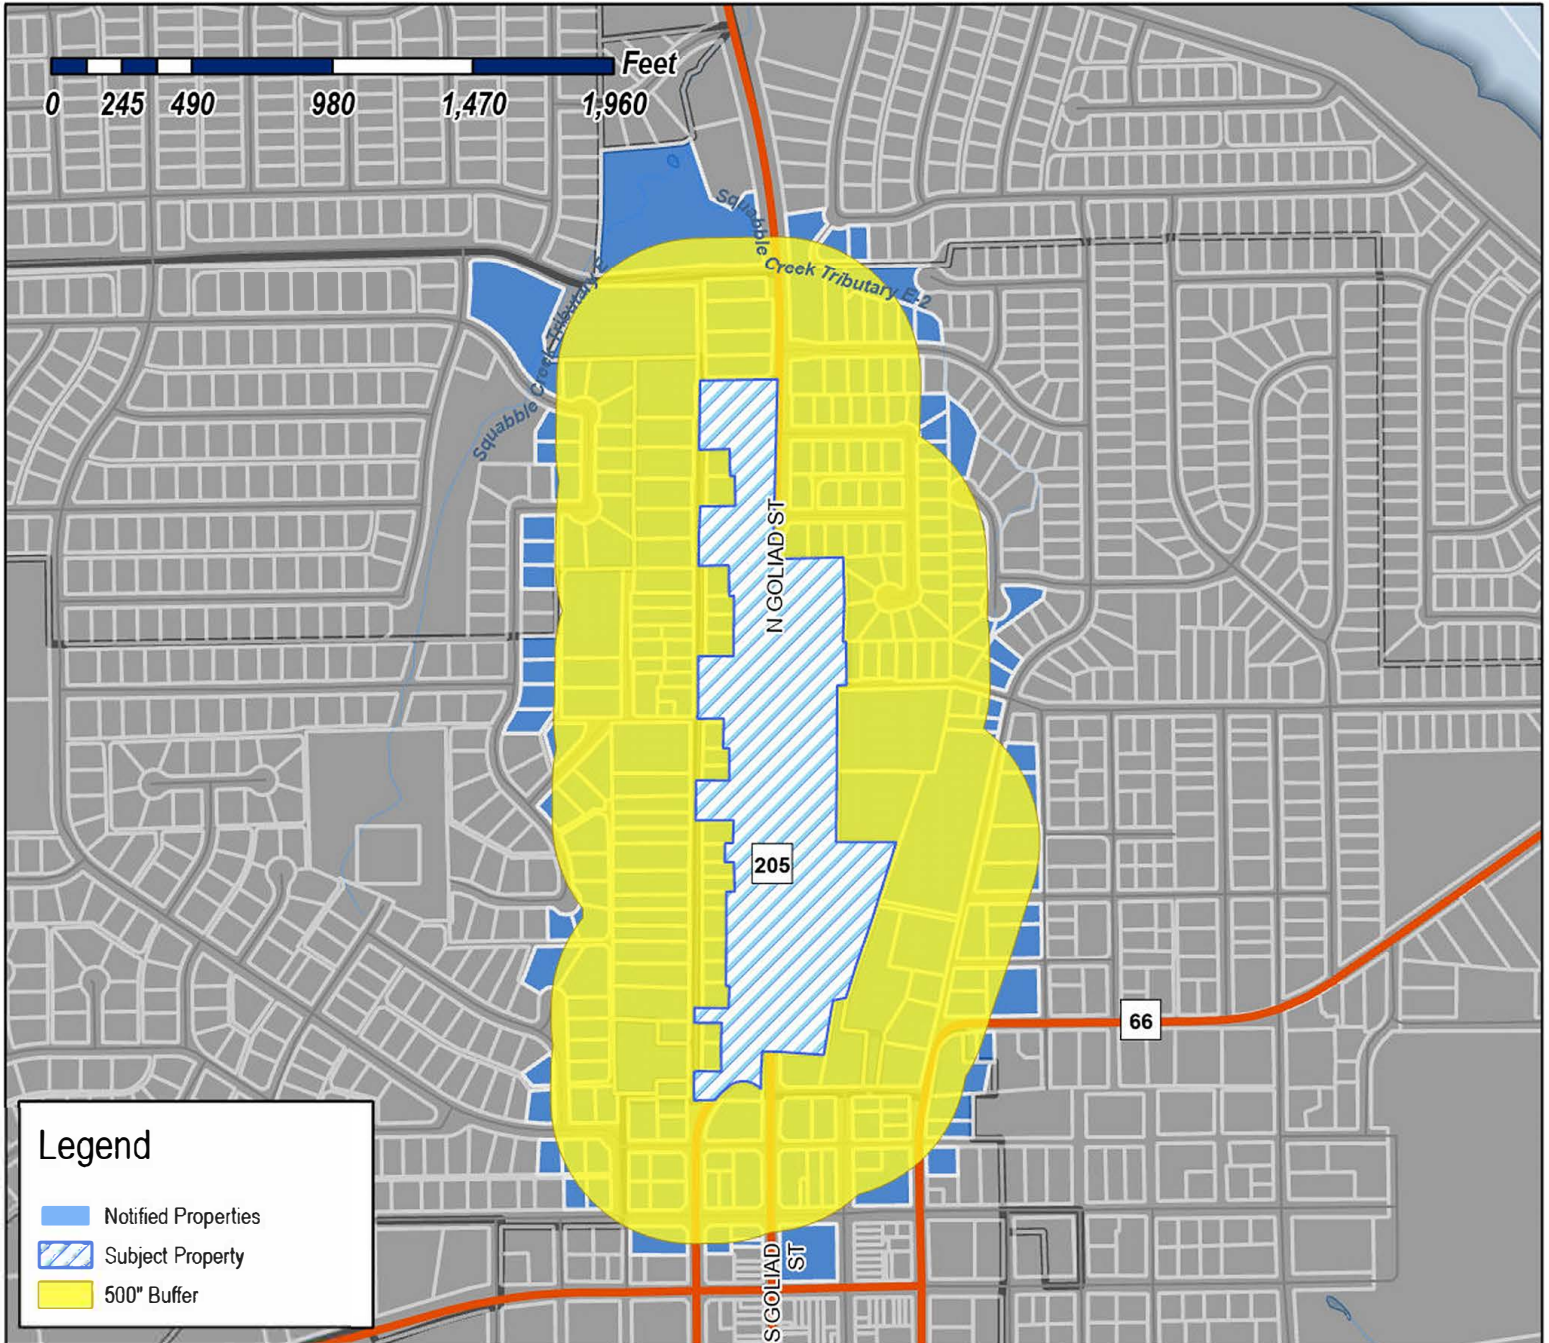 Feet
0 245 490 980 1,470 1,960
Squabble
Creek Tributary E-2
Squabble Creek Tributary E
N GOLIAD ST
205
66
S GOLIAD
ST
Legend
Notified Properties
Subject Property
500" Buffer